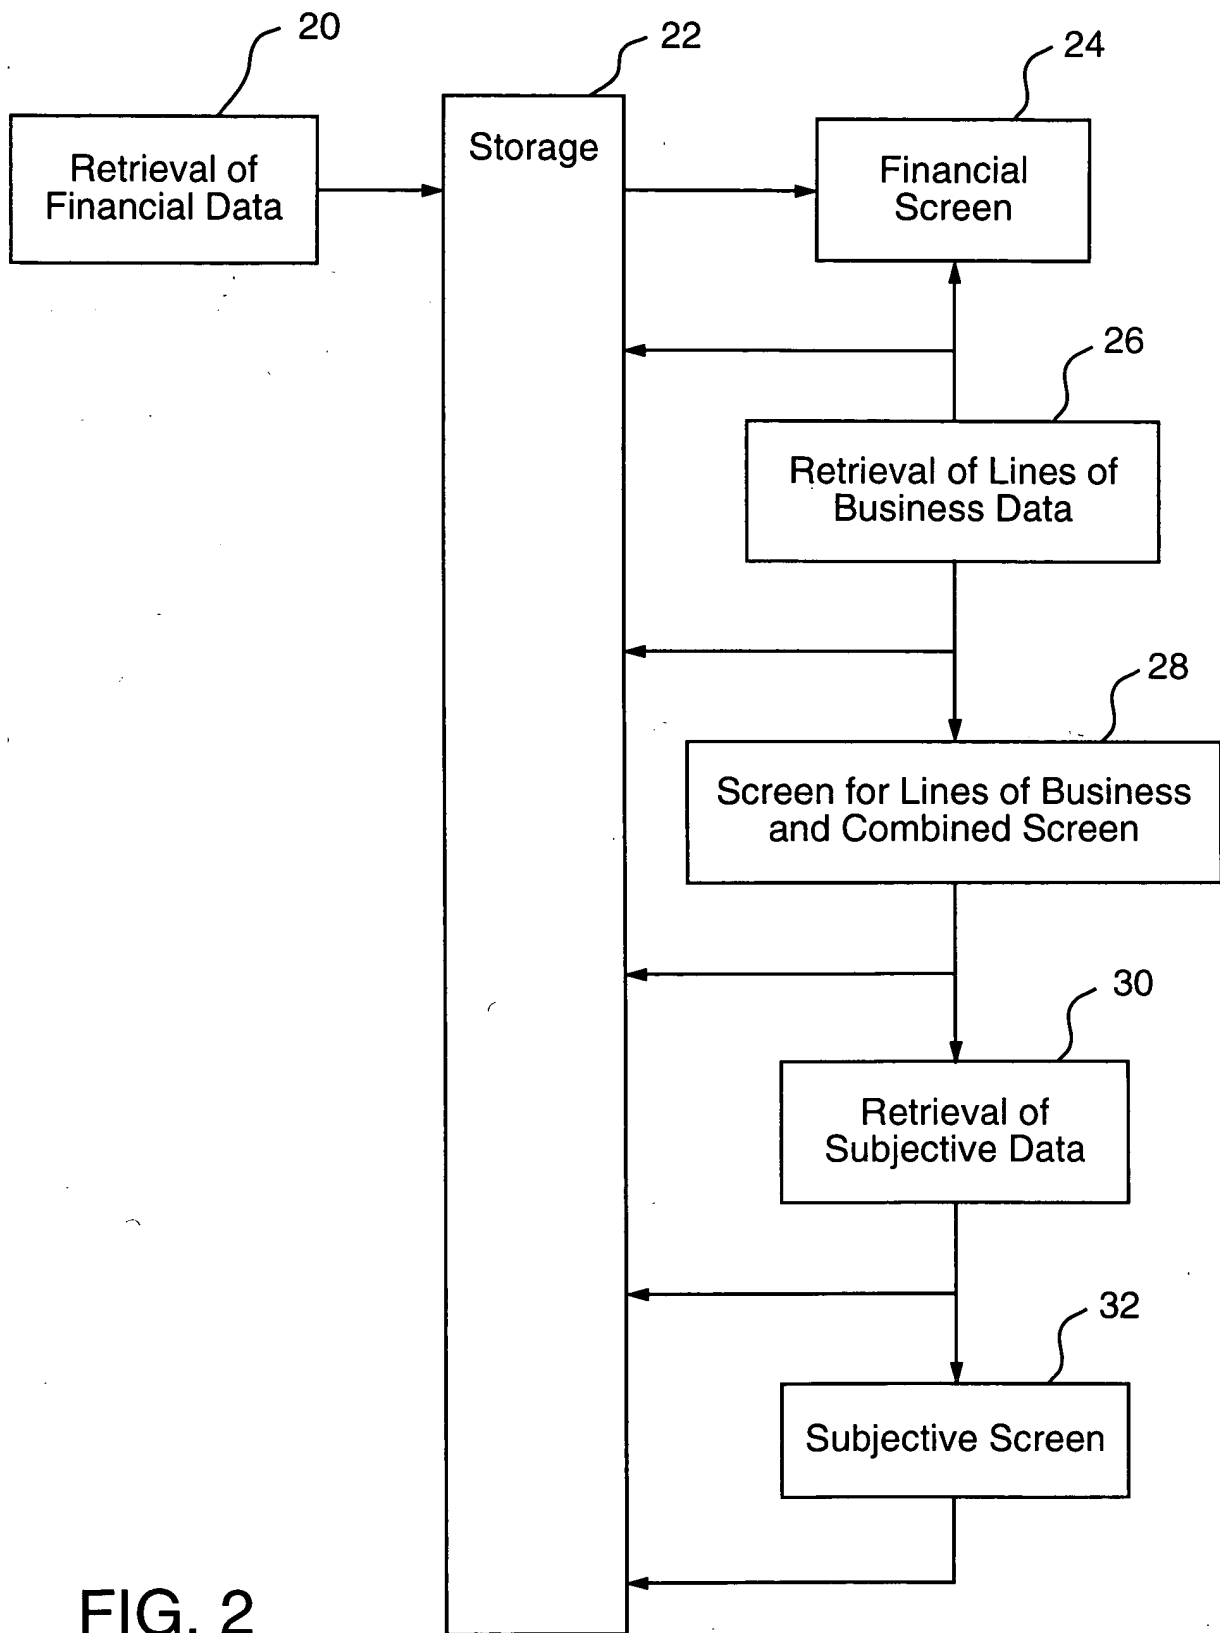 20
22
24
Retrieval of
Financial Data
Storage
Financial
Screen
26
Retrieval of Lines of
Business Data
28
Screen for Lines of Business
and Combined Screen
30
Retrieval of
Subjective Data
32
Subjective Screen
FIG. 2